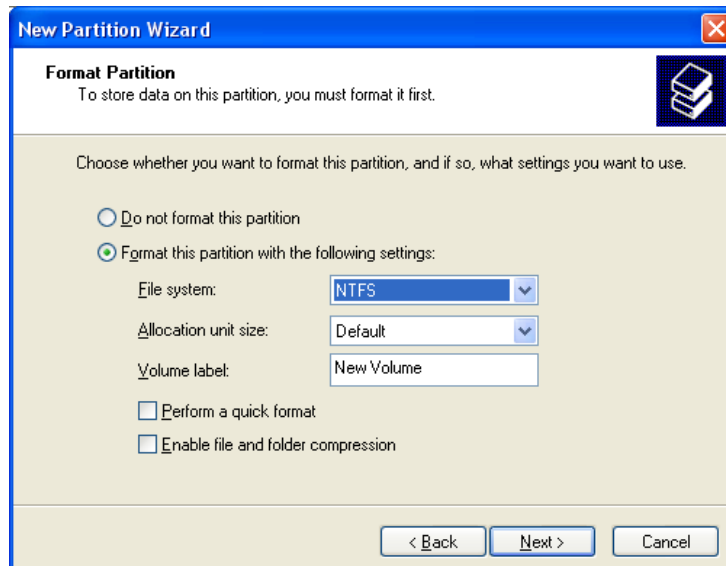 New Partition Wizard
Format Partition
To store data on this partition, you must format it first.
Choose whether you want to format this partition, and if so, what settings you want to use.
Do not format this partition
Format this partition with the following settings:
File system: NTFS
Allocation unit size: Default
Volume label: New Volume
Perform a quick format
Enable file and folder compression
< Back Next > Cancel